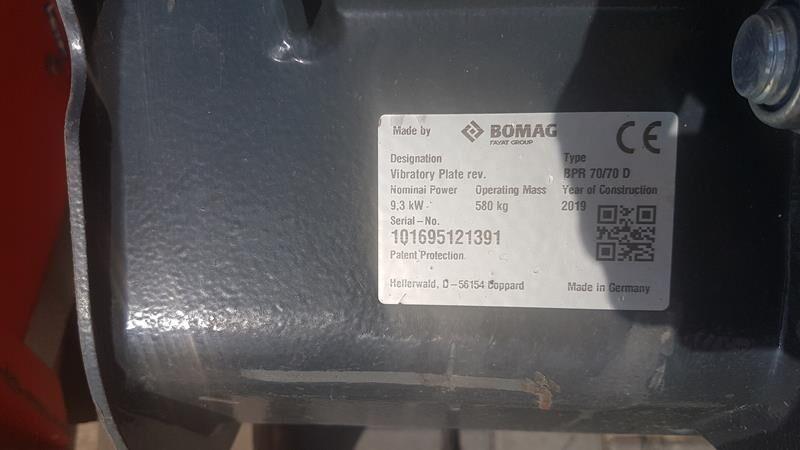 Made by BOMAG CE
FAYAT GROUP
Designation Type
Vibratory Plate rev. BPR 70/70 D
Nominal Power Operating Mass Year of Construction
9,3 kW 580 kg 2019
Serial-No.
101695121391
Patent Protection
Hellerwald, D-56154 Boppard Made in Germany